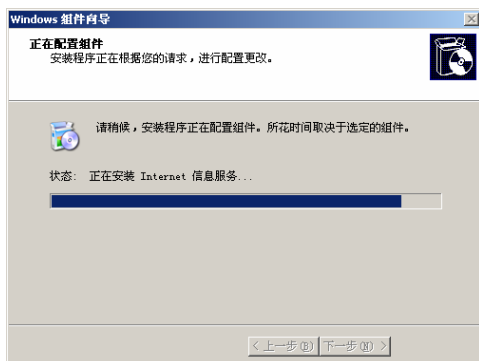 Windows 组件向导
正在配置组件
安装程序正在根据您的请求，进行配置更改。
请稍候，安装程序正在配置组件。所花时间取决于选定的组件。
状态: 正在安装 Internet 信息服务...
< 上一步(B) 下一步(N) >